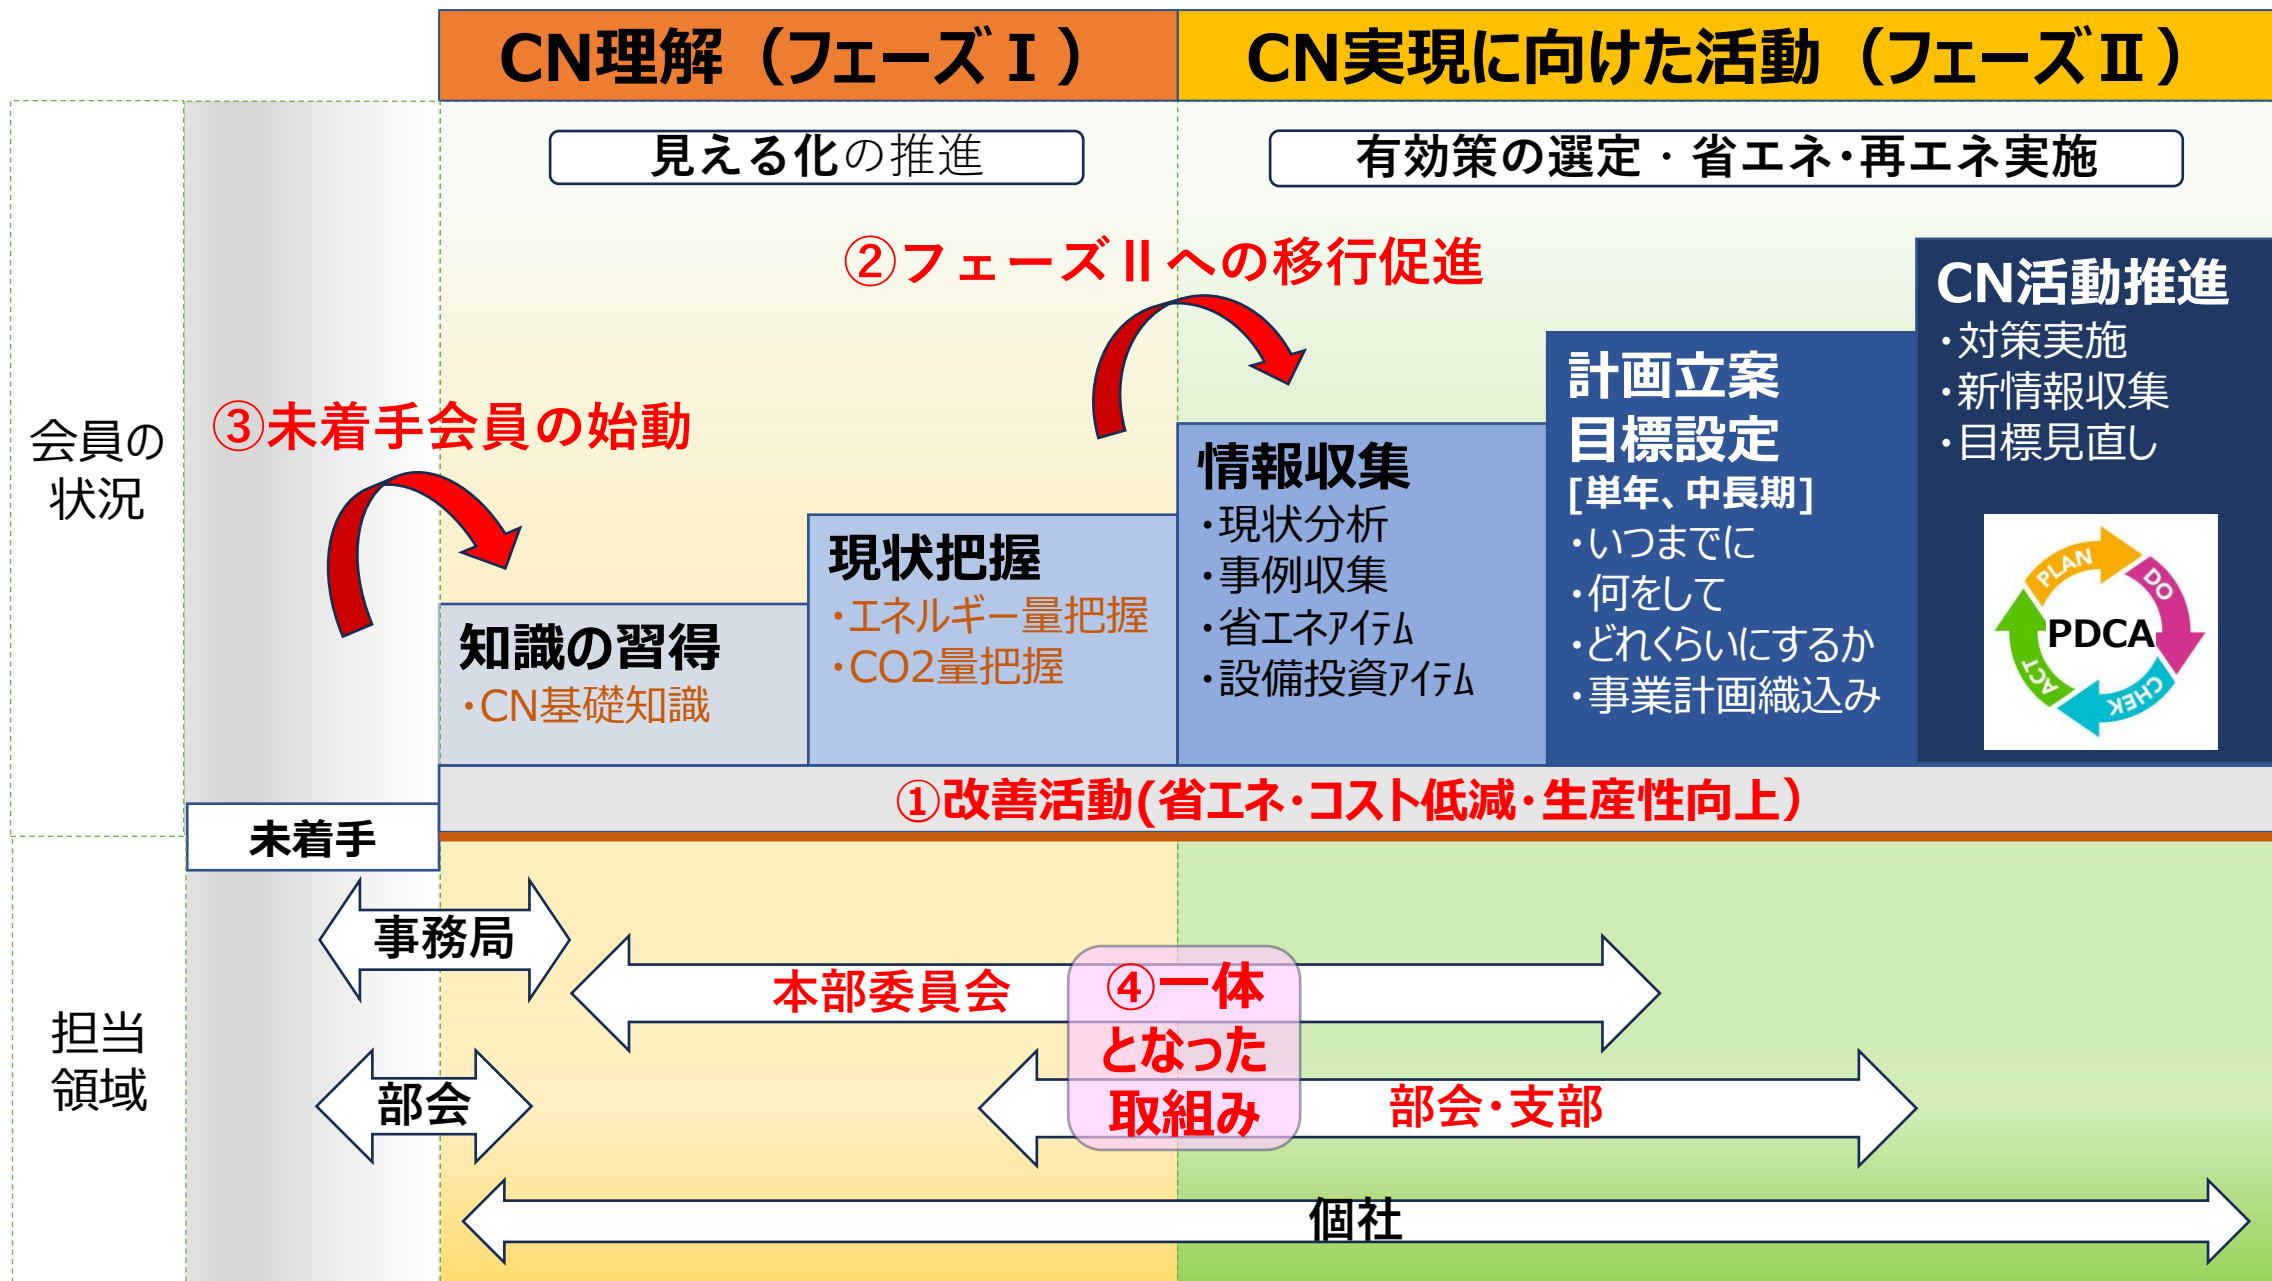 CN理解（フェーズⅠ）
CN実現に向けた活動（フェーズⅡ）
見える化の推進
有効策の選定・省エネ・再エネ実施
会員の
状況
③未着手会員の始動
②フェーズⅡへの移行促進
知識の習得
・CN基礎知識
現状把握
・エネルギー量把握
・CO2量把握
情報収集
・現状分析
・事例収集
・省エネｱｲﾃﾑ
・設備投資ｱｲﾃﾑ
計画立案
目標設定
[単年、中長期]
・いつまでに
・何をして
・どれくらいにするか
・事業計画織込み
CN活動推進
・対策実施
・新情報収集
・目標見直し
PLAN
DO
PDCA
CHEK
ACT
①改善活動(省エネ・コスト低減・生産性向上）
未着手
担当
領域
事務局
本部委員会
④一体
となった
取組み
部会
部会・支部
個社